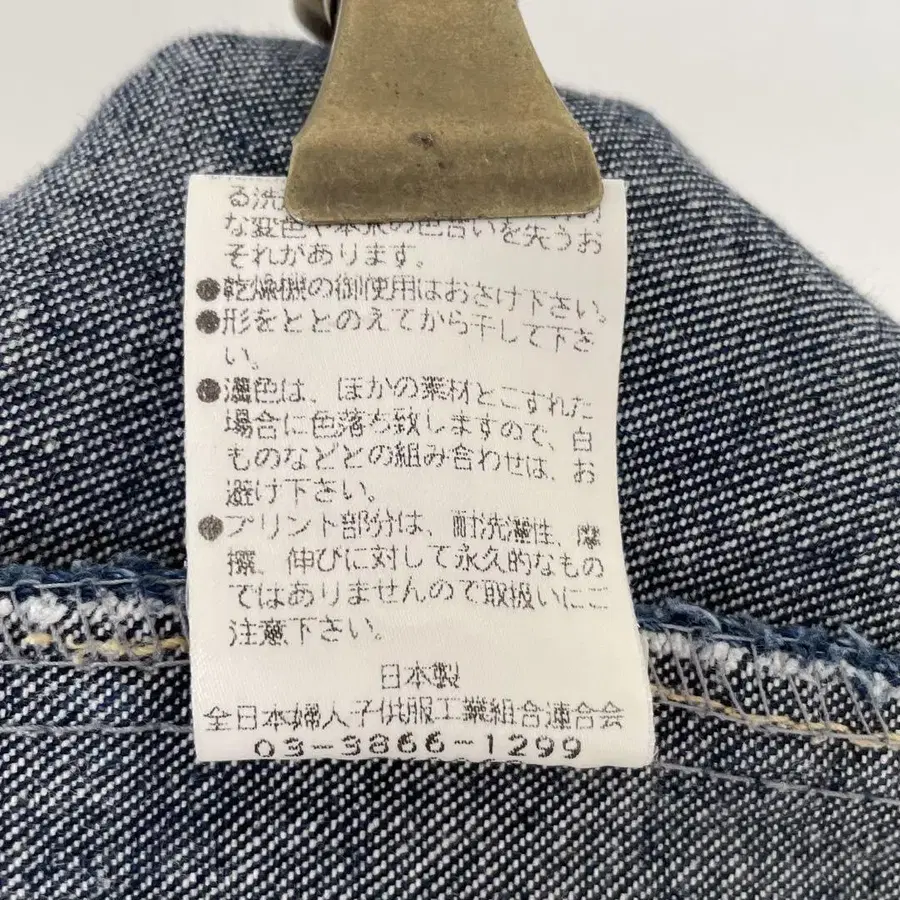 る洗
な変色や本来の色合いを失うお
それがあります。
●乾燥機の御使用はおさけ下さい。
●形をととのえてから干して下さ
い。
●濃色は、ほかの素材とこすれた
場合に色落ち致しますので、白
ものなどとの組み合わせは、お
避け下さい。
●プリント部分は、耐洗濯性、摩
擦、伸びに対して永久的なもの
ではありませんので取扱いにご
注意下さい。
日本製
全日本婦人子供服工業組合連合会
03-3866-1299